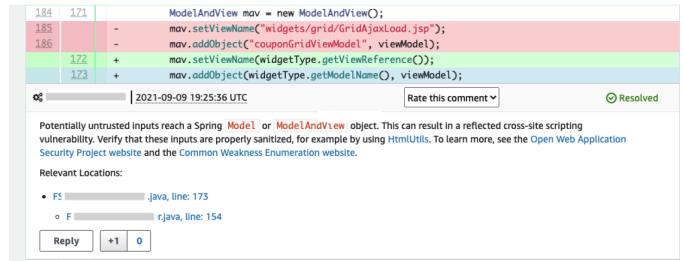 184 171 ModelAndView mav = new ModelAndView();
185 - mav.setViewName("widgets/grid/GridAjaxLoad.jsp");
186 - mav.addObject("couponGridViewModel", viewModel);
172 + mav.setViewName(widgetType.getViewReference());
173 + mav.addObject(widgetType.getModelName(), viewModel);
2021-09-09 19:25:36 UTC Rate this comment Resolved
Potentially untrusted inputs reach a Spring Model or ModelAndView object. This can result in a reflected cross-site scripting
vulnerability. Verify that these inputs are properly sanitized, for example by using HtmlUtils. To learn more, see the Open Web Application
Security Project website and the Common Weakness Enumeration website.
Relevant Locations:
• FS .java, line: 173
◦ F r.java, line: 154
Reply +1 0